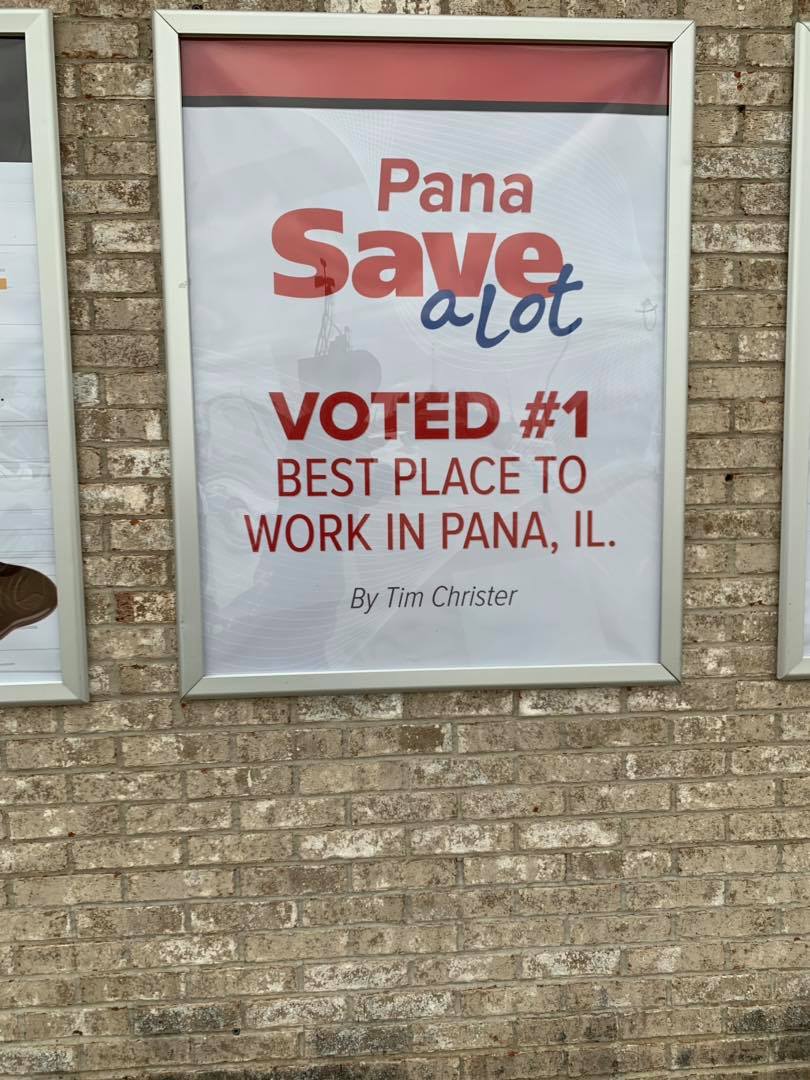 Pana
Save
a lot
VOTED #1
BEST PLACE TO
WORK IN PANA, IL.
By Tim Christer